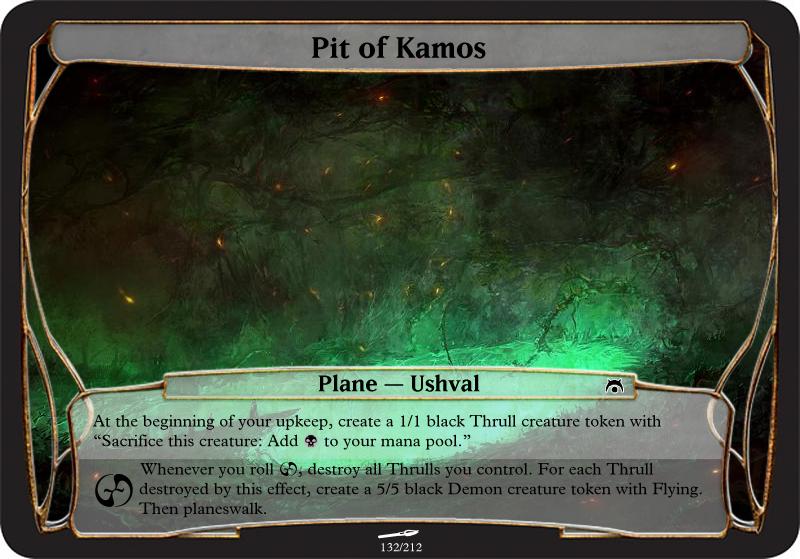 Pit of Kamos
Plane — Ushval
At the beginning of your upkeep, create a 1/1 black Thrull creature token with
“Sacrifice this creature: Add to your mana pool.”
Whenever you roll , destroy all Thrulls you control. For each Thrull
destroyed by this effect, create a 5/5 black Demon creature token with Flying.
Then planeswalk.
132/212